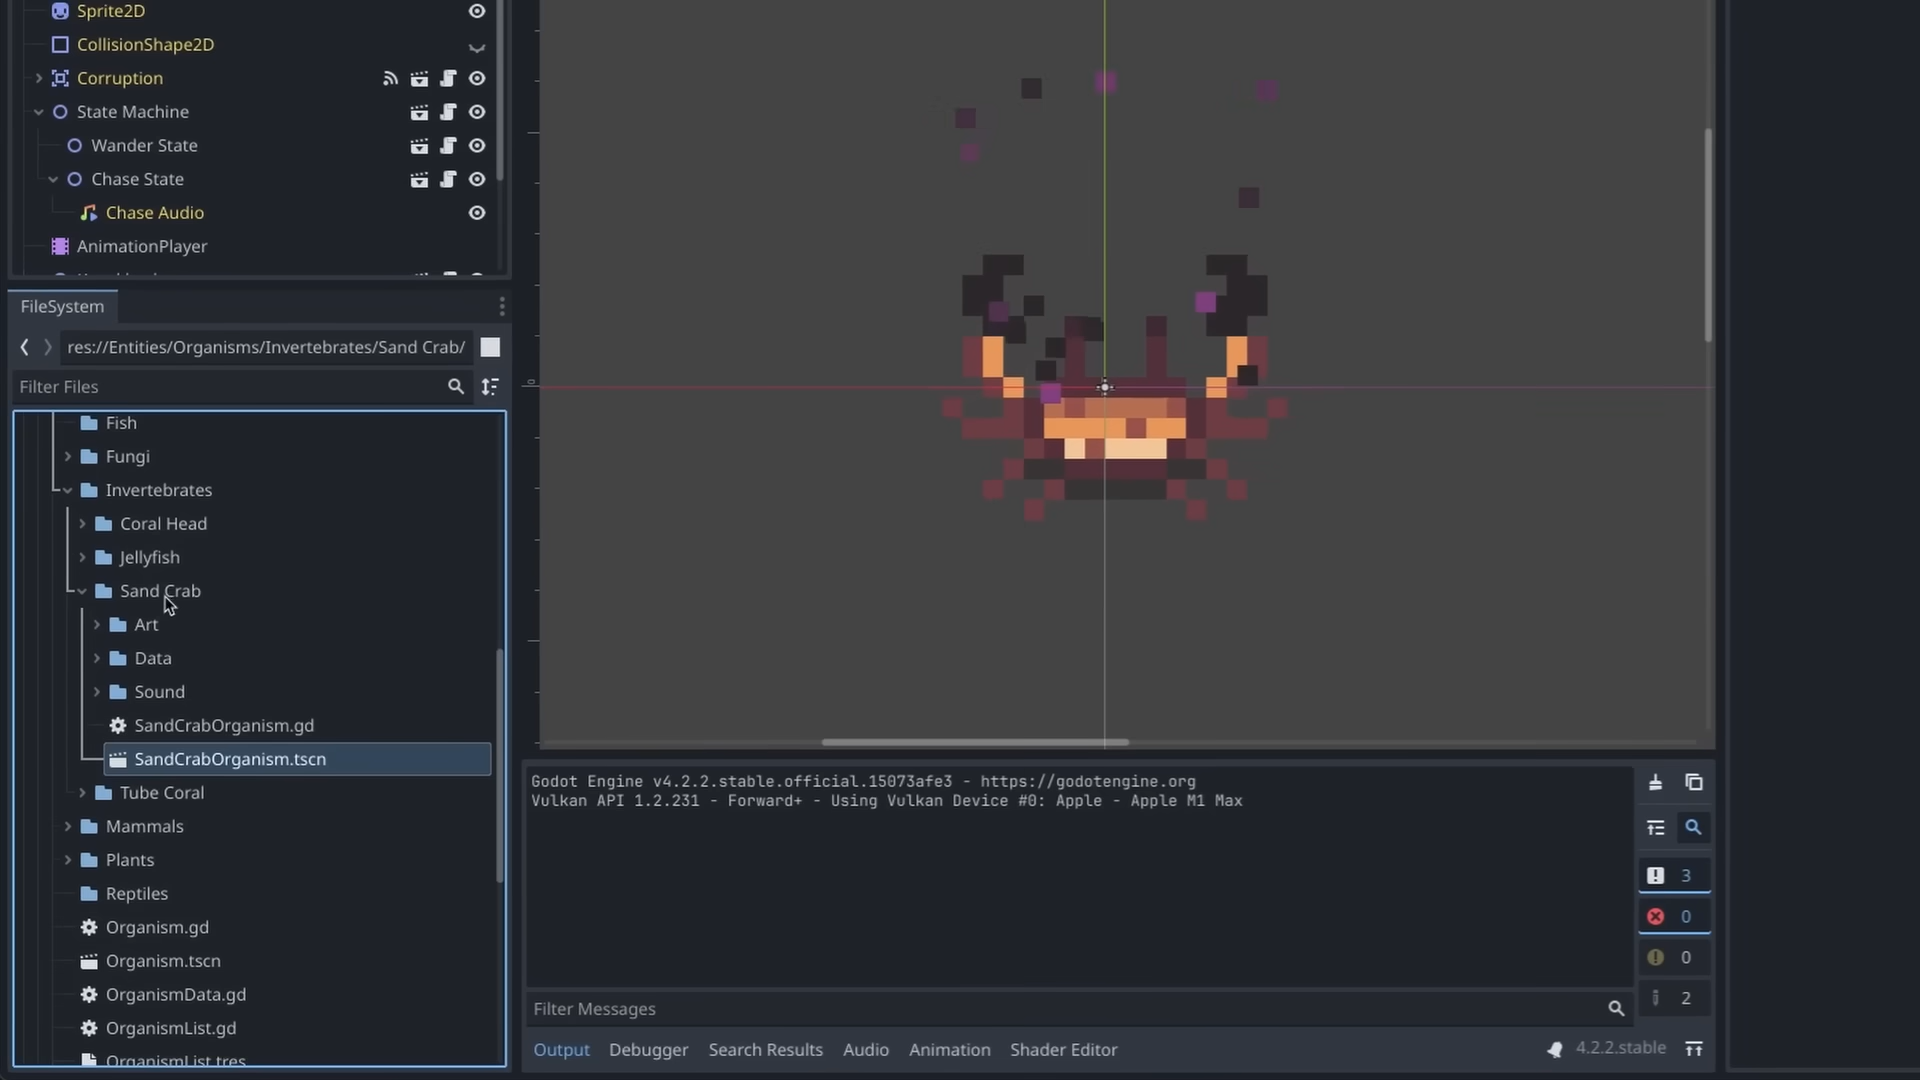 Sprite2D
CollisionShape2D
Corruption
State Machine
Wander State
Chase State
Chase Audio
AnimationPlayer
FileSystem
res://Entities/Organisms/Invertebrates/Sand Crab/
Filter Files
Fish
Fungi
Invertebrates
Coral Head
Jellyfish
Sand Crab
Art
Data
Sound
SandCrabOrganism.gd
SandCrabOrganism.tscn
Tube Coral
Mammals
Plants
Reptiles
Organism.gd
Organism.tscn
OrganismData.gd
OrganismList.gd
OrganismList.tres
0
Godot Engine v4.2.2.stable.official.15073afe3 - https://godotengine.org
Vulkan API 1.2.231 - Forward+ - Using Vulkan Device #0: Apple - Apple M1 Max
3
0
0
2
Filter Messages
Output Debugger Search Results Audio Animation Shader Editor 4.2.2.stable